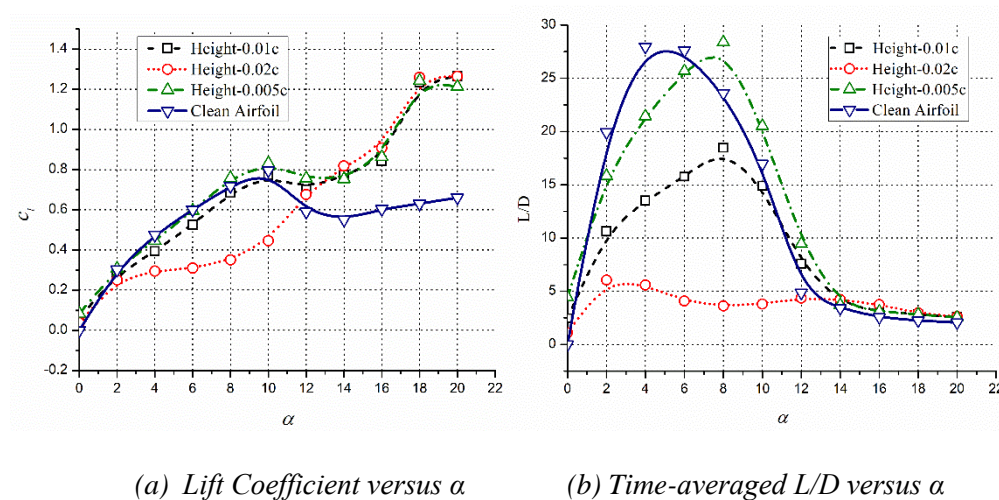 Height-0.01c
Height-0.02c
Height-0.005c
Clean Airfoil
1.4
1.2
1.0
0.8
0.6
0.4
0.2
0.0
-0.2
c_l
0 2 4 6 8 10 12 14 16 18 20 22
α
Height-0.01c
Height-0.02c
Height-0.005c
Clean Airfoil
30
25
20
15
10
5
0
L/D
0 2 4 6 8 10 12 14 16 18 20 22
α
(a) Lift Coefficient versus α
(b) Time-averaged L/D versus α